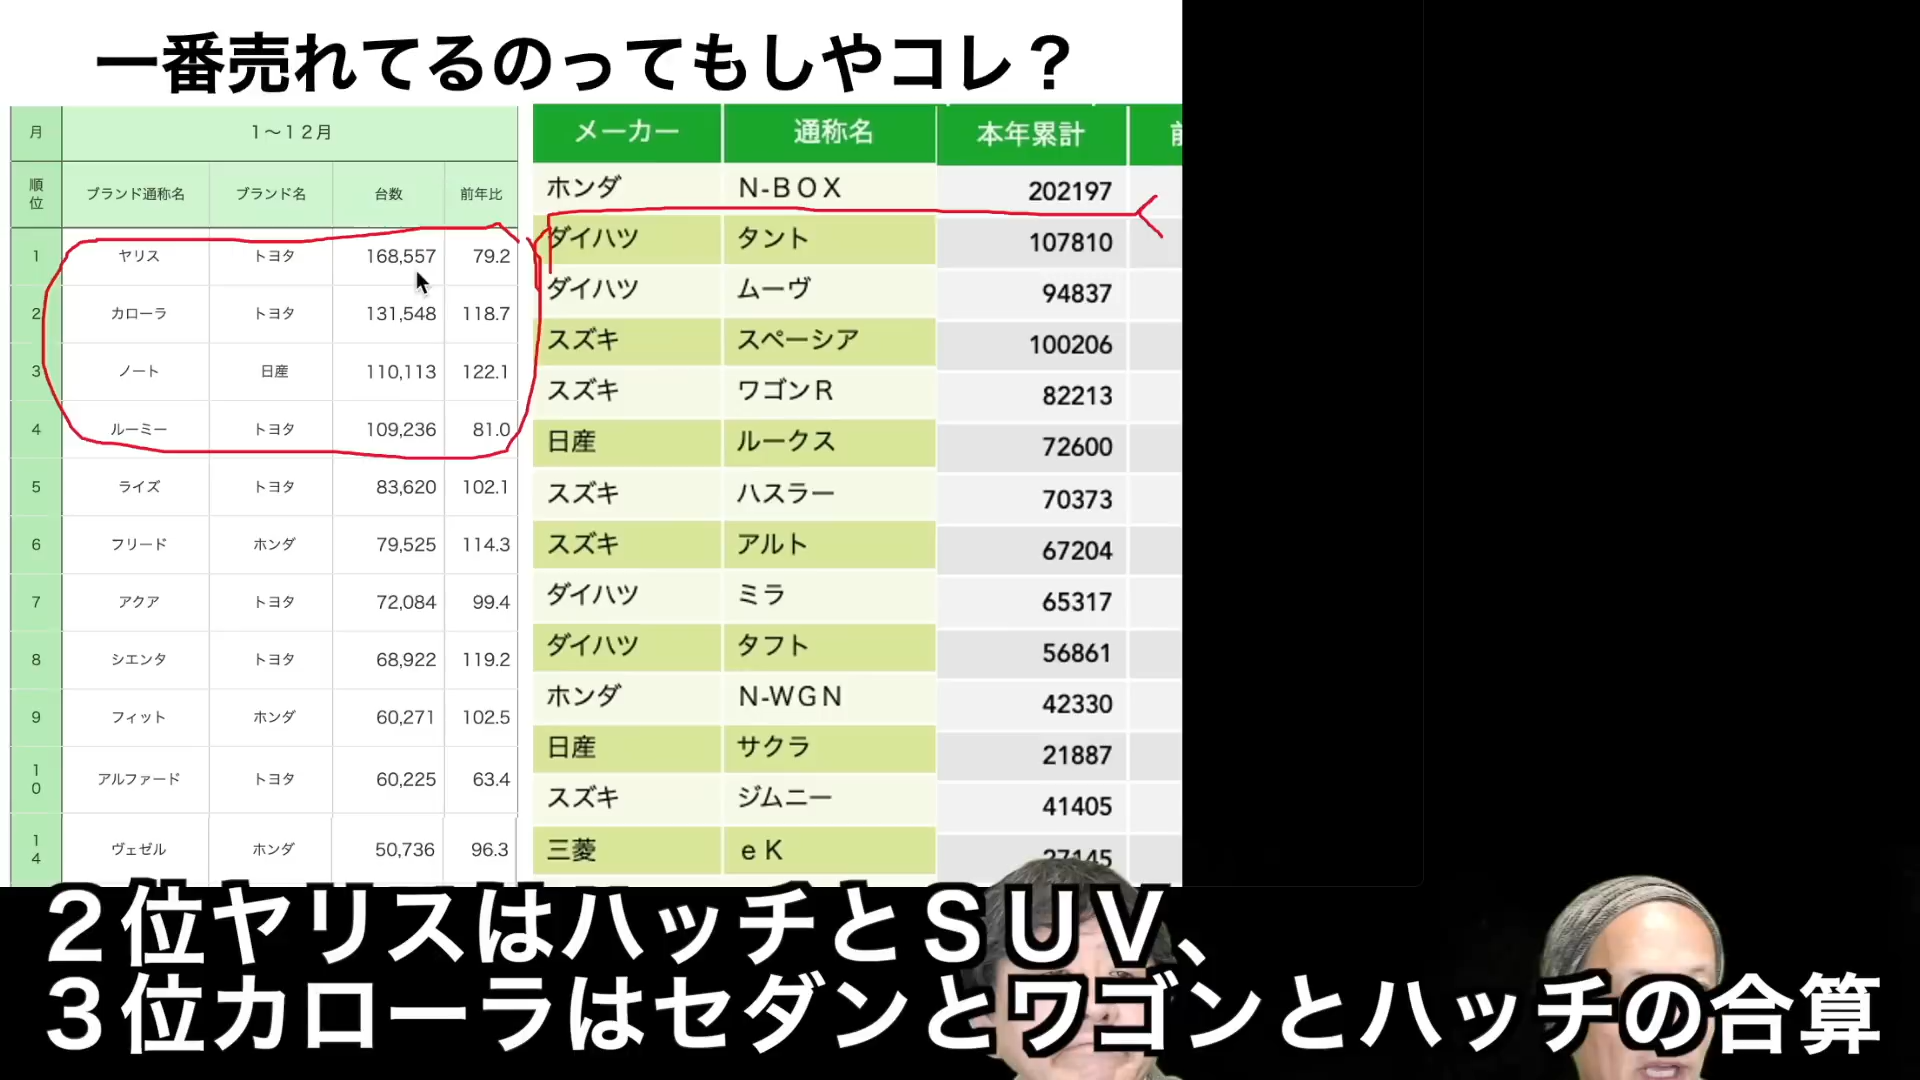 一番売れてるのってもしやコレ？
月 1〜12月
順位 ブランド通称名 ブランド名 台数 前年比
1 ヤリス トヨタ 168,557 79.2
2 カローラ トヨタ 131,548 118.7
3 ノート 日産 110,113 122.1
4 ルーミー トヨタ 109,236 81.0
5 ライズ トヨタ 83,620 102.1
6 フリード ホンダ 79,525 114.3
7 アクア トヨタ 72,084 99.4
8 シエンタ トヨタ 68,922 119.2
9 フィット ホンダ 60,271 102.5
10 アルファード トヨタ 60,225 63.4
14 ヴェゼル ホンダ 50,736 96.3
メーカー 通称名 本年累計
ホンダ N-BOX 202197
ダイハツ タント 107810
ダイハツ ムーヴ 94837
スズキ スペーシア 100206
スズキ ワゴンR 82213
日産 ルークス 72600
スズキ ハスラー 70373
スズキ アルト 67204
ダイハツ ミラ 65317
ダイハツ タフト 56861
ホンダ N-WGN 42330
日産 サクラ 21887
スズキ ジムニー 41405
三菱 eK 27145
２位ヤリスはハッチとＳＵＶ、
３位カローラはセダンとワゴンとハッチの合算